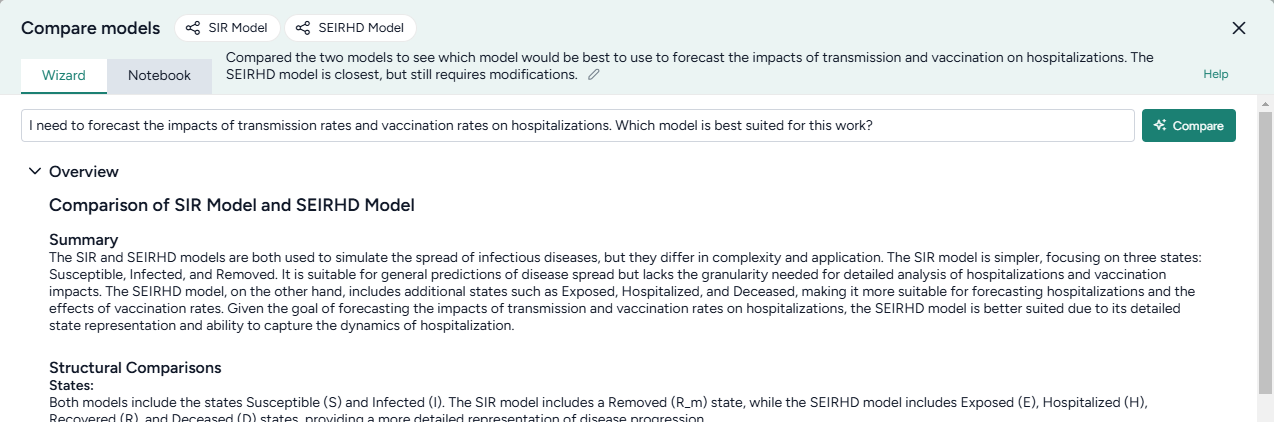 Compare models
SIR Model
SEIRHD Model
Wizard
Notebook
Compared the two models to see which model would be best to use to forecast the impacts of transmission and vaccination on hospitalizations. The
SEIRHD model is closest, but still requires modifications.
Help
I need to forecast the impacts of transmission rates and vaccination rates on hospitalizations. Which model is best suited for this work?
Compare
Overview
Comparison of SIR Model and SEIRHD Model
Summary
The SIR and SEIRHD models are both used to simulate the spread of infectious diseases, but they differ in complexity and application. The SIR model is simpler, focusing on three states:
Susceptible, Infected, and Removed. It is suitable for general predictions of disease spread but lacks the granularity needed for detailed analysis of hospitalizations and vaccination
impacts. The SEIRHD model, on the other hand, includes additional states such as Exposed, Hospitalized, and Deceased, making it more suitable for forecasting hospitalizations and the
effects of vaccination rates. Given the goal of forecasting the impacts of transmission and vaccination rates on hospitalizations, the SEIRHD model is better suited due to its detailed
state representation and ability to capture the dynamics of hospitalization.
Structural Comparisons
States:
Both models include the states Susceptible (S) and Infected (I). The SIR model includes a Removed (R_m) state, while the SEIRHD model includes Exposed (E), Hospitalized (H),
Recovered (R), and Deceased (D) states, providing a more detailed representation of disease progression.